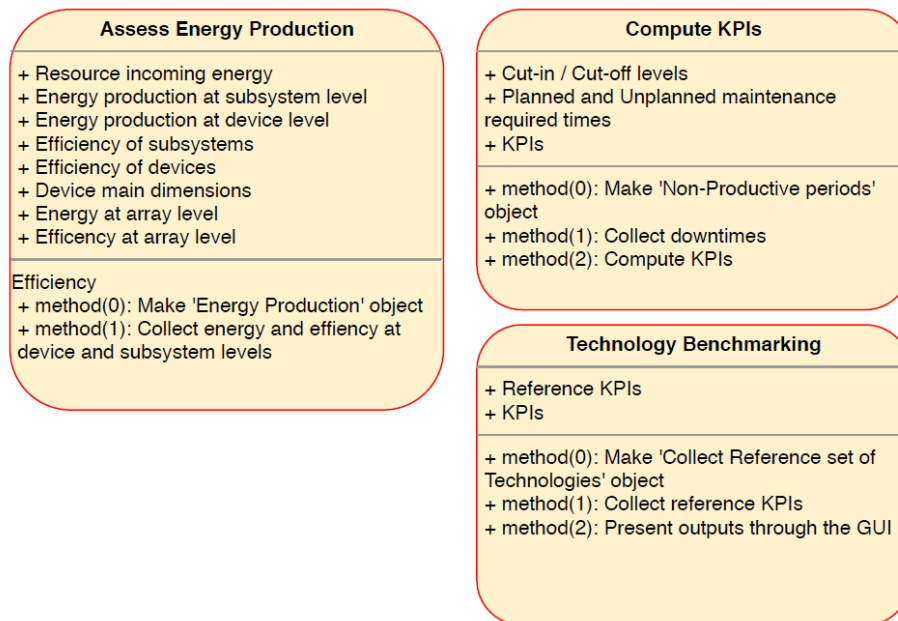 Assess Energy Production
+ Resource incoming energy
+ Energy production at subsystem level
+ Energy production at device level
+ Efficiency of subsystems
+ Efficiency of devices
+ Device main dimensions
+ Energy at array level
+ Efficency at array level
Efficiency
+ method(0): Make 'Energy Production' object
+ method(1): Collect energy and effiency at
device and subsystem levels
Compute KPIs
+ Cut-in / Cut-off levels
+ Planned and Unplanned maintenance
required times
+ KPIs
+ method(0): Make 'Non-Productive periods'
object
+ method(1): Collect downtimes
+ method(2): Compute KPIs
Technology Benchmarking
+ Reference KPIs
+ KPIs
+ method(0): Make 'Collect Reference set of
Technologies' object
+ method(1): Collect reference KPIs
+ method(2): Present outputs through the GUI